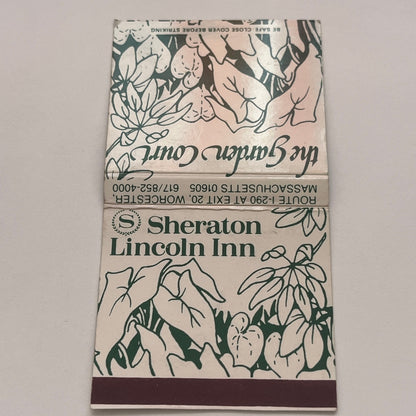 BE SAFE-CLOSE COVER BEFORE STRIKING
the Garden Court
ROUTE I-290 AT EXIT 20, WORCESTER,
MASSACHUSETTS 01605 617/852-4000
S Sheraton
Lincoln Inn